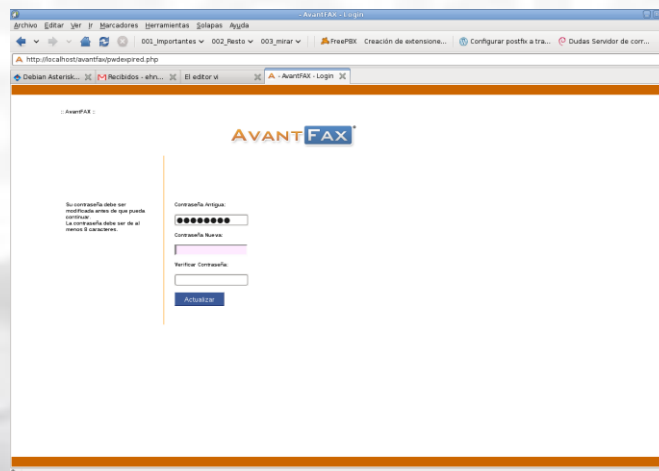 - AvantFAX - Login
Archivo Editar Ver Ir Marcadores Herramientas Solapas Ayuda
001_Importantes 002_Resto 003_mirar FreePBX Creación de extensione... Configurar postfix a tra... Dudas Servidor de corr...
http://localhost/avantfax/pwdexpired.php
Debian Asterisk... Recibidos - ehn... El editor vi - AvantFAX - Login
:: AvantFAX ::
AVANTFAX
Su contraseña debe ser
modificada antes de que pueda
continuar.
La contraseña debe ser de al
menos 8 caracteres.
Contraseña Antigua:
Contraseña Nueva:
Verificar Contraseña:
Actualizar